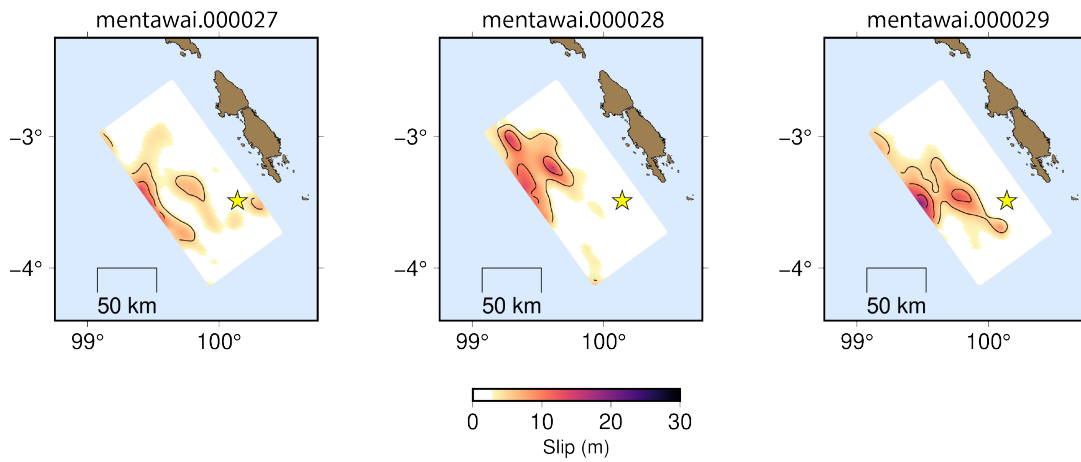 mentawai.000027 mentawai.000028 mentawai.000029
−3° −3° −3°
−4° −4° −4°
50 km 50 km 50 km
99° 100° 99° 100° 99° 100°
0 10 20 30
Slip (m)